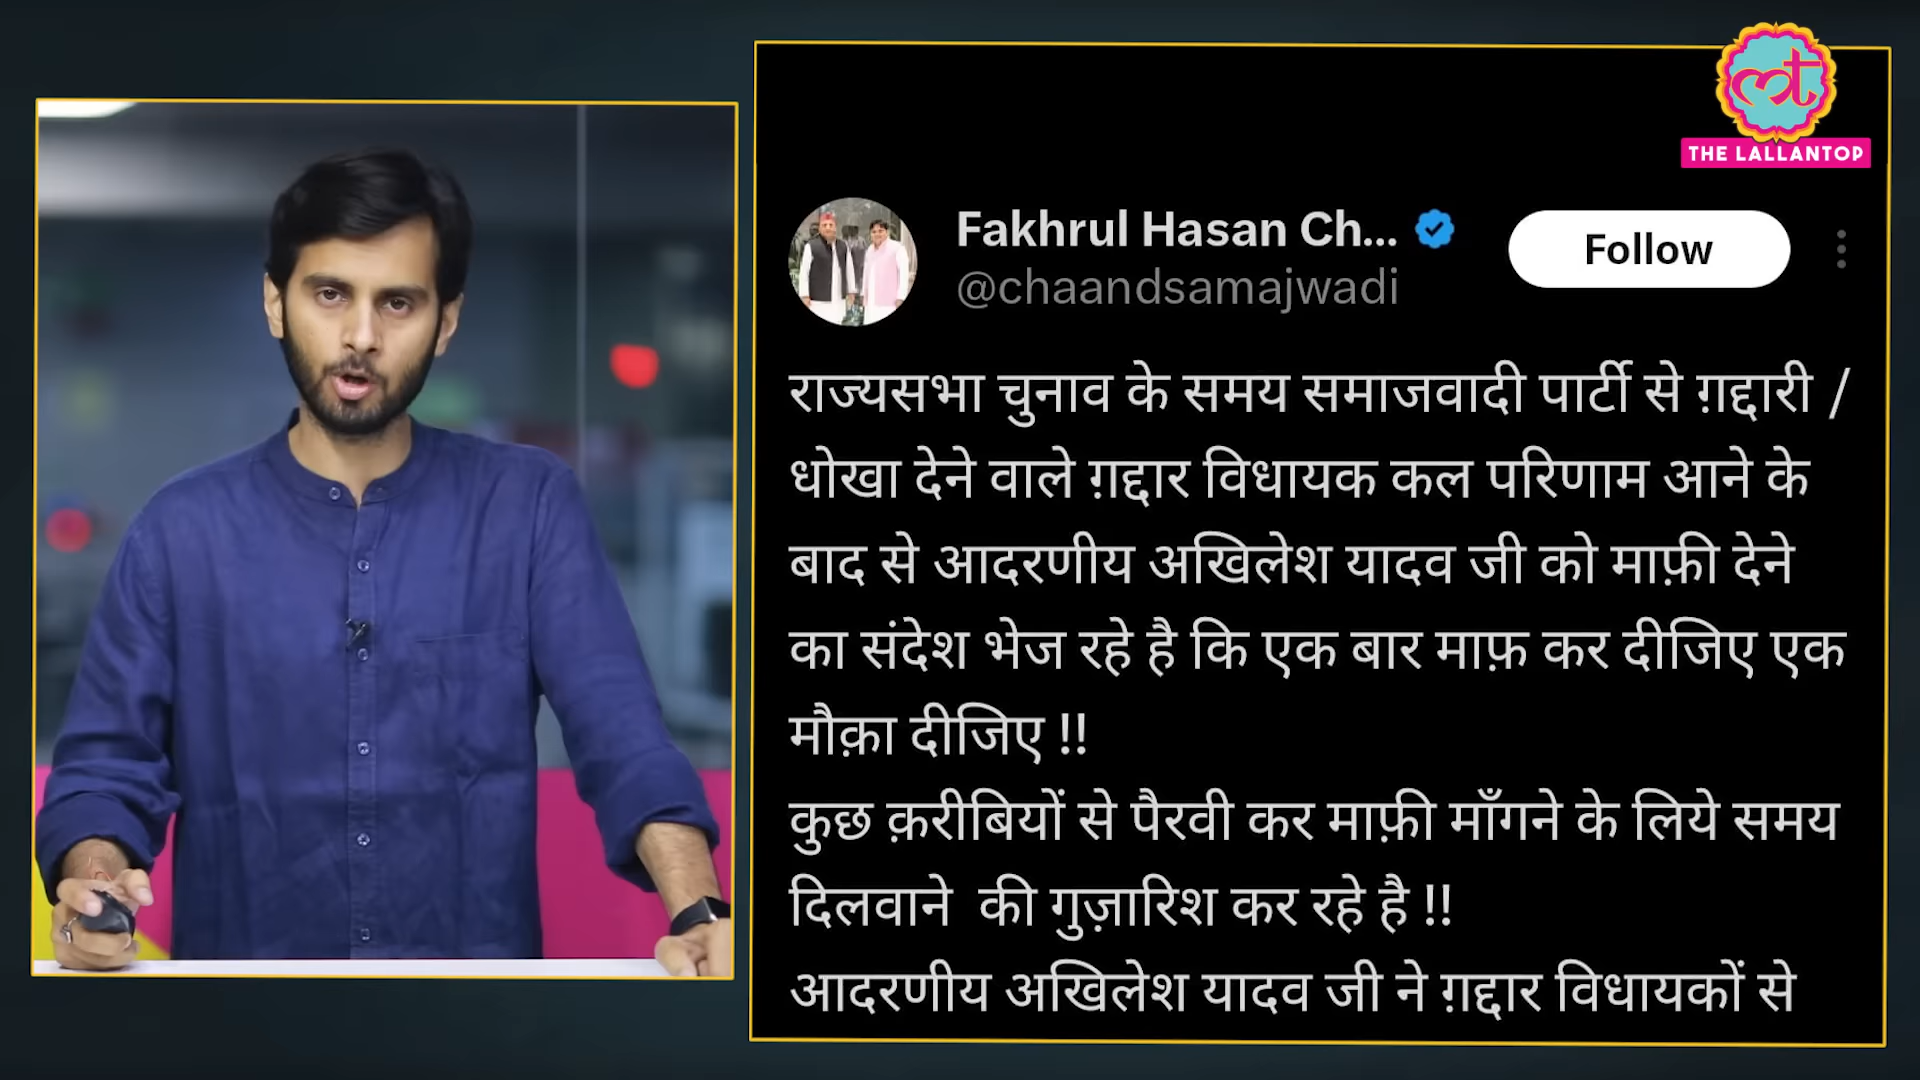 THE LALLANTOP
Fakhrul Hasan Ch...
Follow
@chaandsamajwadi
राज्यसभा चुनाव के समय समाजवादी पार्टी से ग़द्दारी /
धोखा देने वाले ग़द्दार विधायक कल परिणाम आने के
बाद से आदरणीय अखिलेश यादव जी को माफ़ी देने
का संदेश भेज रहे है कि एक बार माफ़ कर दीजिए एक
मौक़ा दीजिए !!
कुछ क़रीबियों से पैरवी कर माफ़ी माँगने के लिये समय
दिलवाने की गुज़ारिश कर रहे है !!
आदरणीय अखिलेश यादव जी ने ग़द्दार विधायकों से